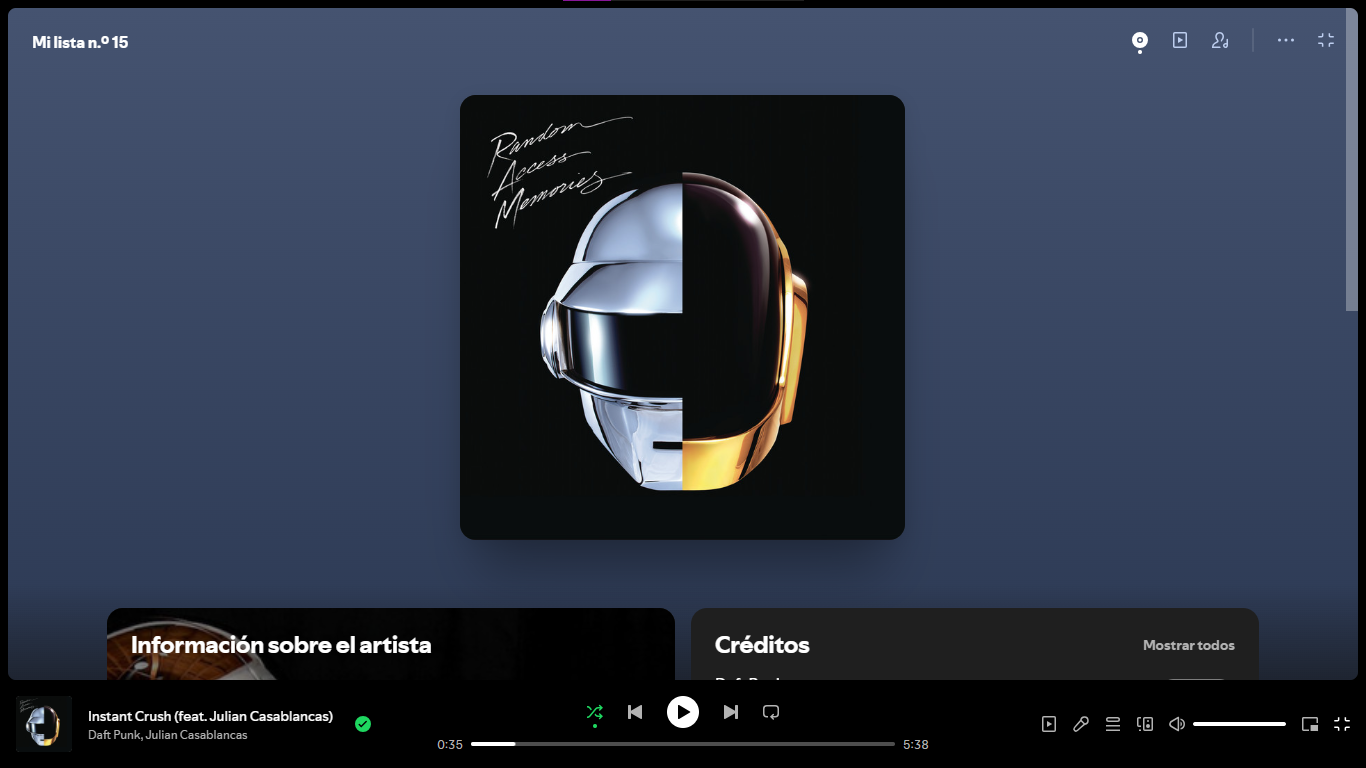 Mi lista n.º 15
Random
Access
Memories
Información sobre el artista
Créditos
Mostrar todos
Instant Crush (feat. Julian Casablancas)
Daft Punk, Julian Casablancas
0:35
5:38